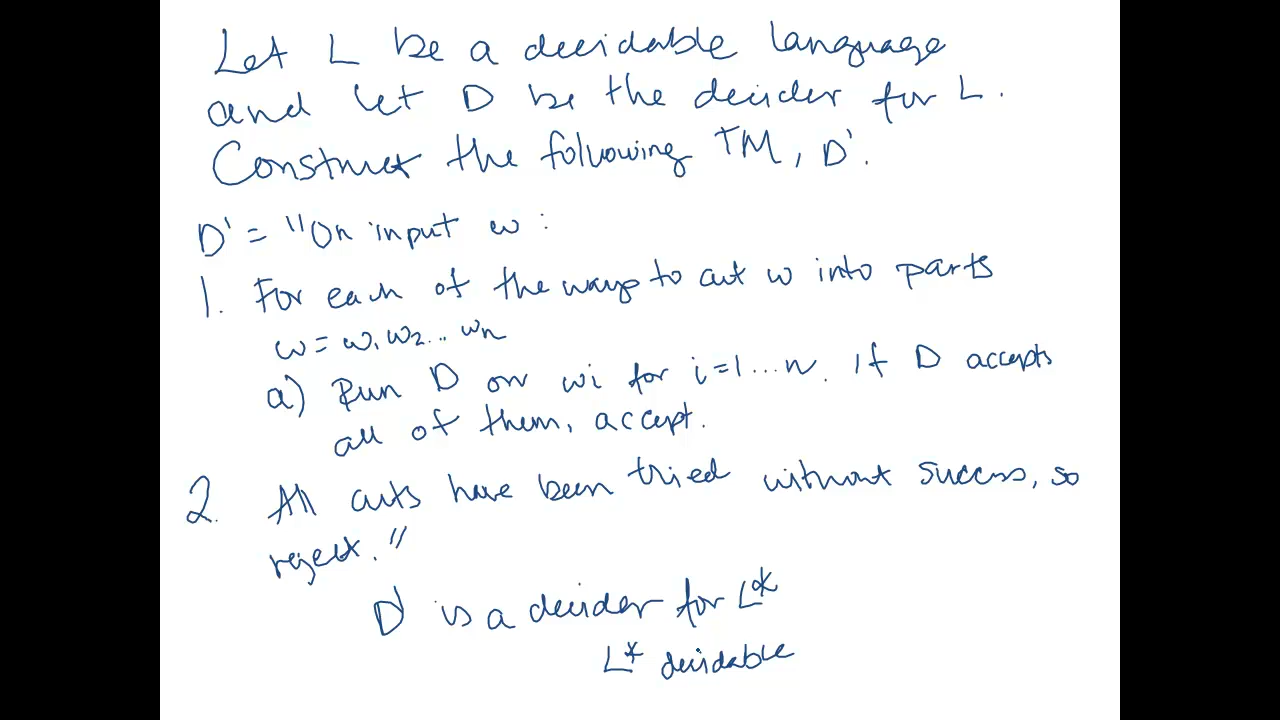 Let L be a decidable language
and let D be the decider for L.
Construct the following TM, D'.
D' = "On input w :
1. For each of the ways to cut w into parts
w = w₁ w₂... wₙ
a) Run D on wi for i=1...n. If D accepts
all of them, accept.
2. All cuts have been tried without success, so
reject."
D' is a decider for L*
L* decidable